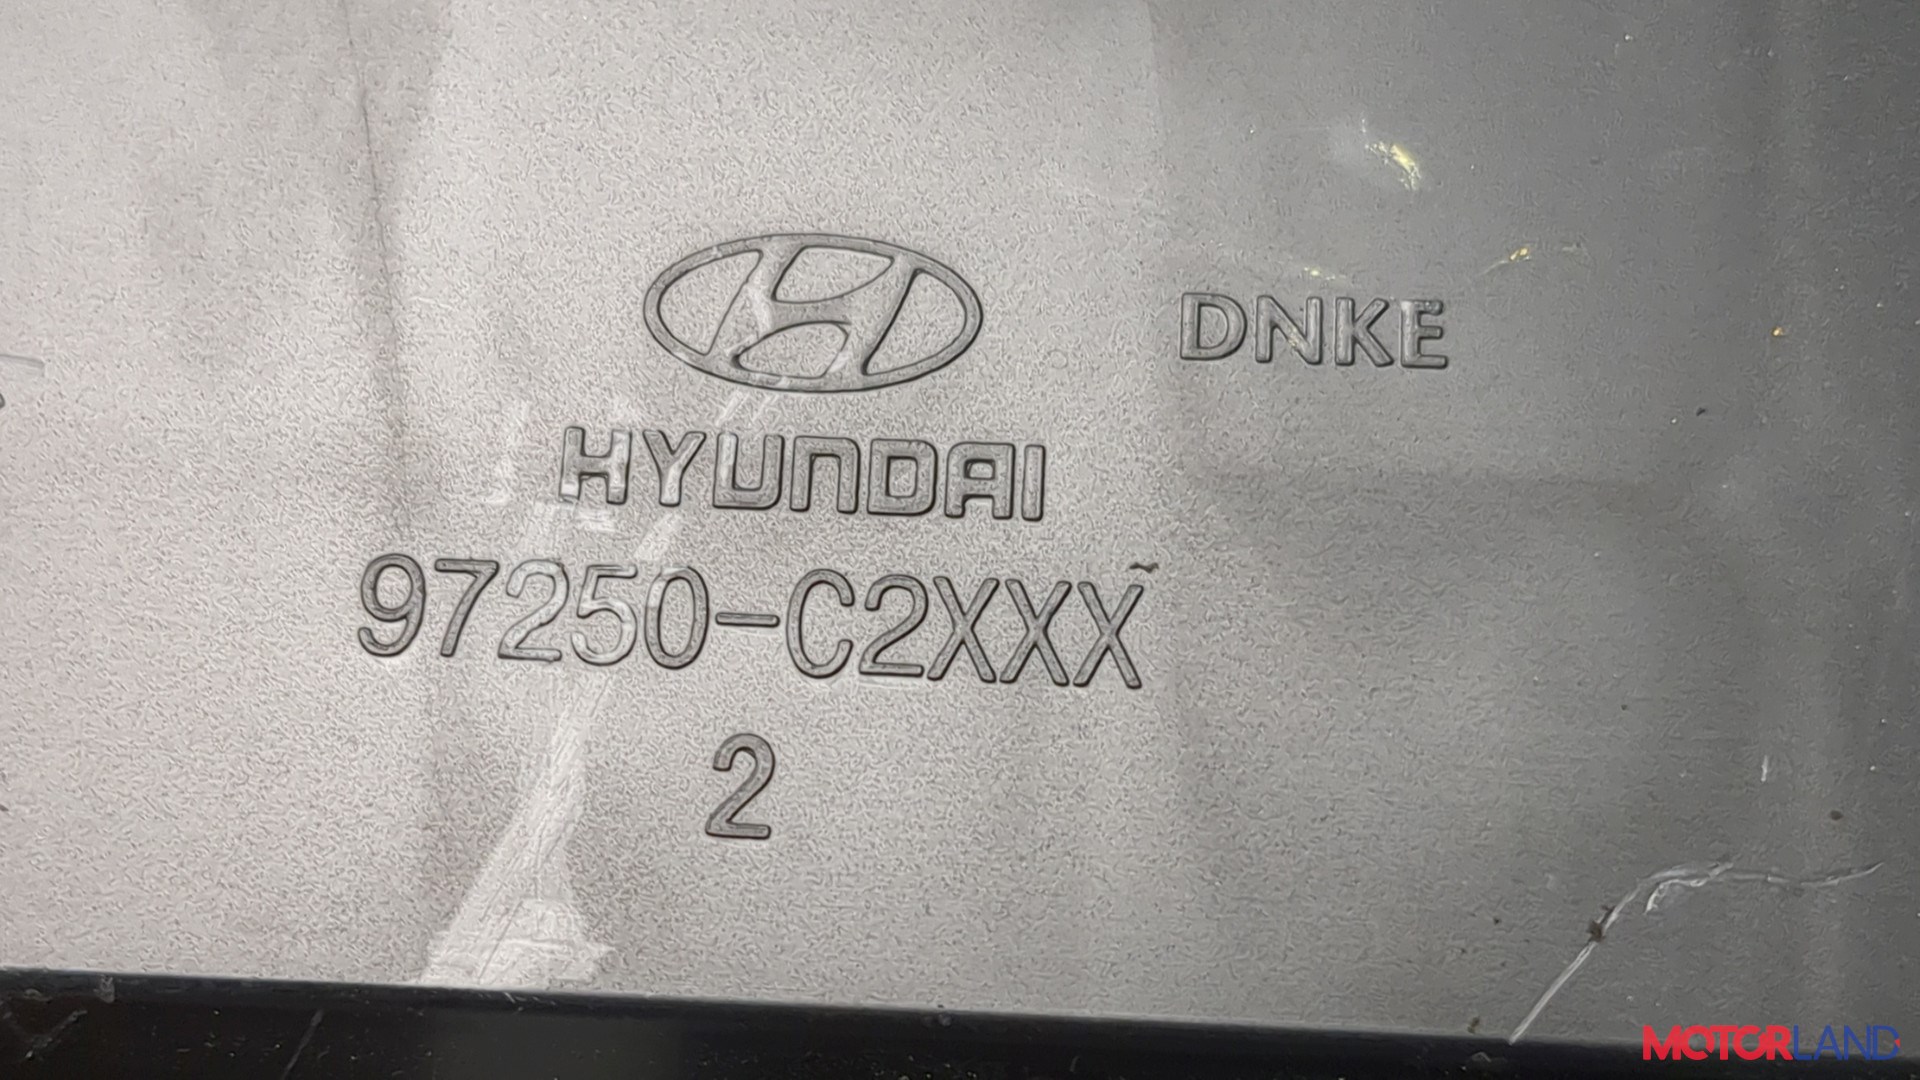 DNKE
HYUNDAI
97250-C2XXX
2
MOTORLAND